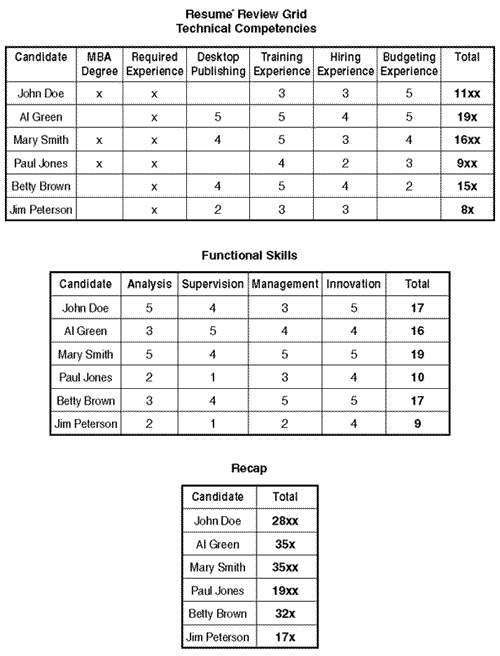 Resume´ Review Grid
Technical Competencies
Candidate MBA Degree Required Experience Desktop Publishing Training Experience Hiring Experience Budgeting Experience Total
John Doe x x 3 3 5 11xx
Al Green x 5 5 4 5 19x
Mary Smith x x 4 5 3 4 16xx
Paul Jones x x 4 2 3 9xx
Betty Brown x 4 5 4 2 15x
Jim Peterson x 2 3 3 8x
Functional Skills
Candidate Analysis Supervision Management Innovation Total
John Doe 5 4 3 5 17
Al Green 3 5 4 4 16
Mary Smith 5 4 5 5 19
Paul Jones 2 1 3 4 10
Betty Brown 3 4 5 5 17
Jim Peterson 2 1 2 4 9
Recap
Candidate Total
John Doe 28xx
Al Green 35x
Mary Smith 35xx
Paul Jones 19xx
Betty Brown 32x
Jim Peterson 17x